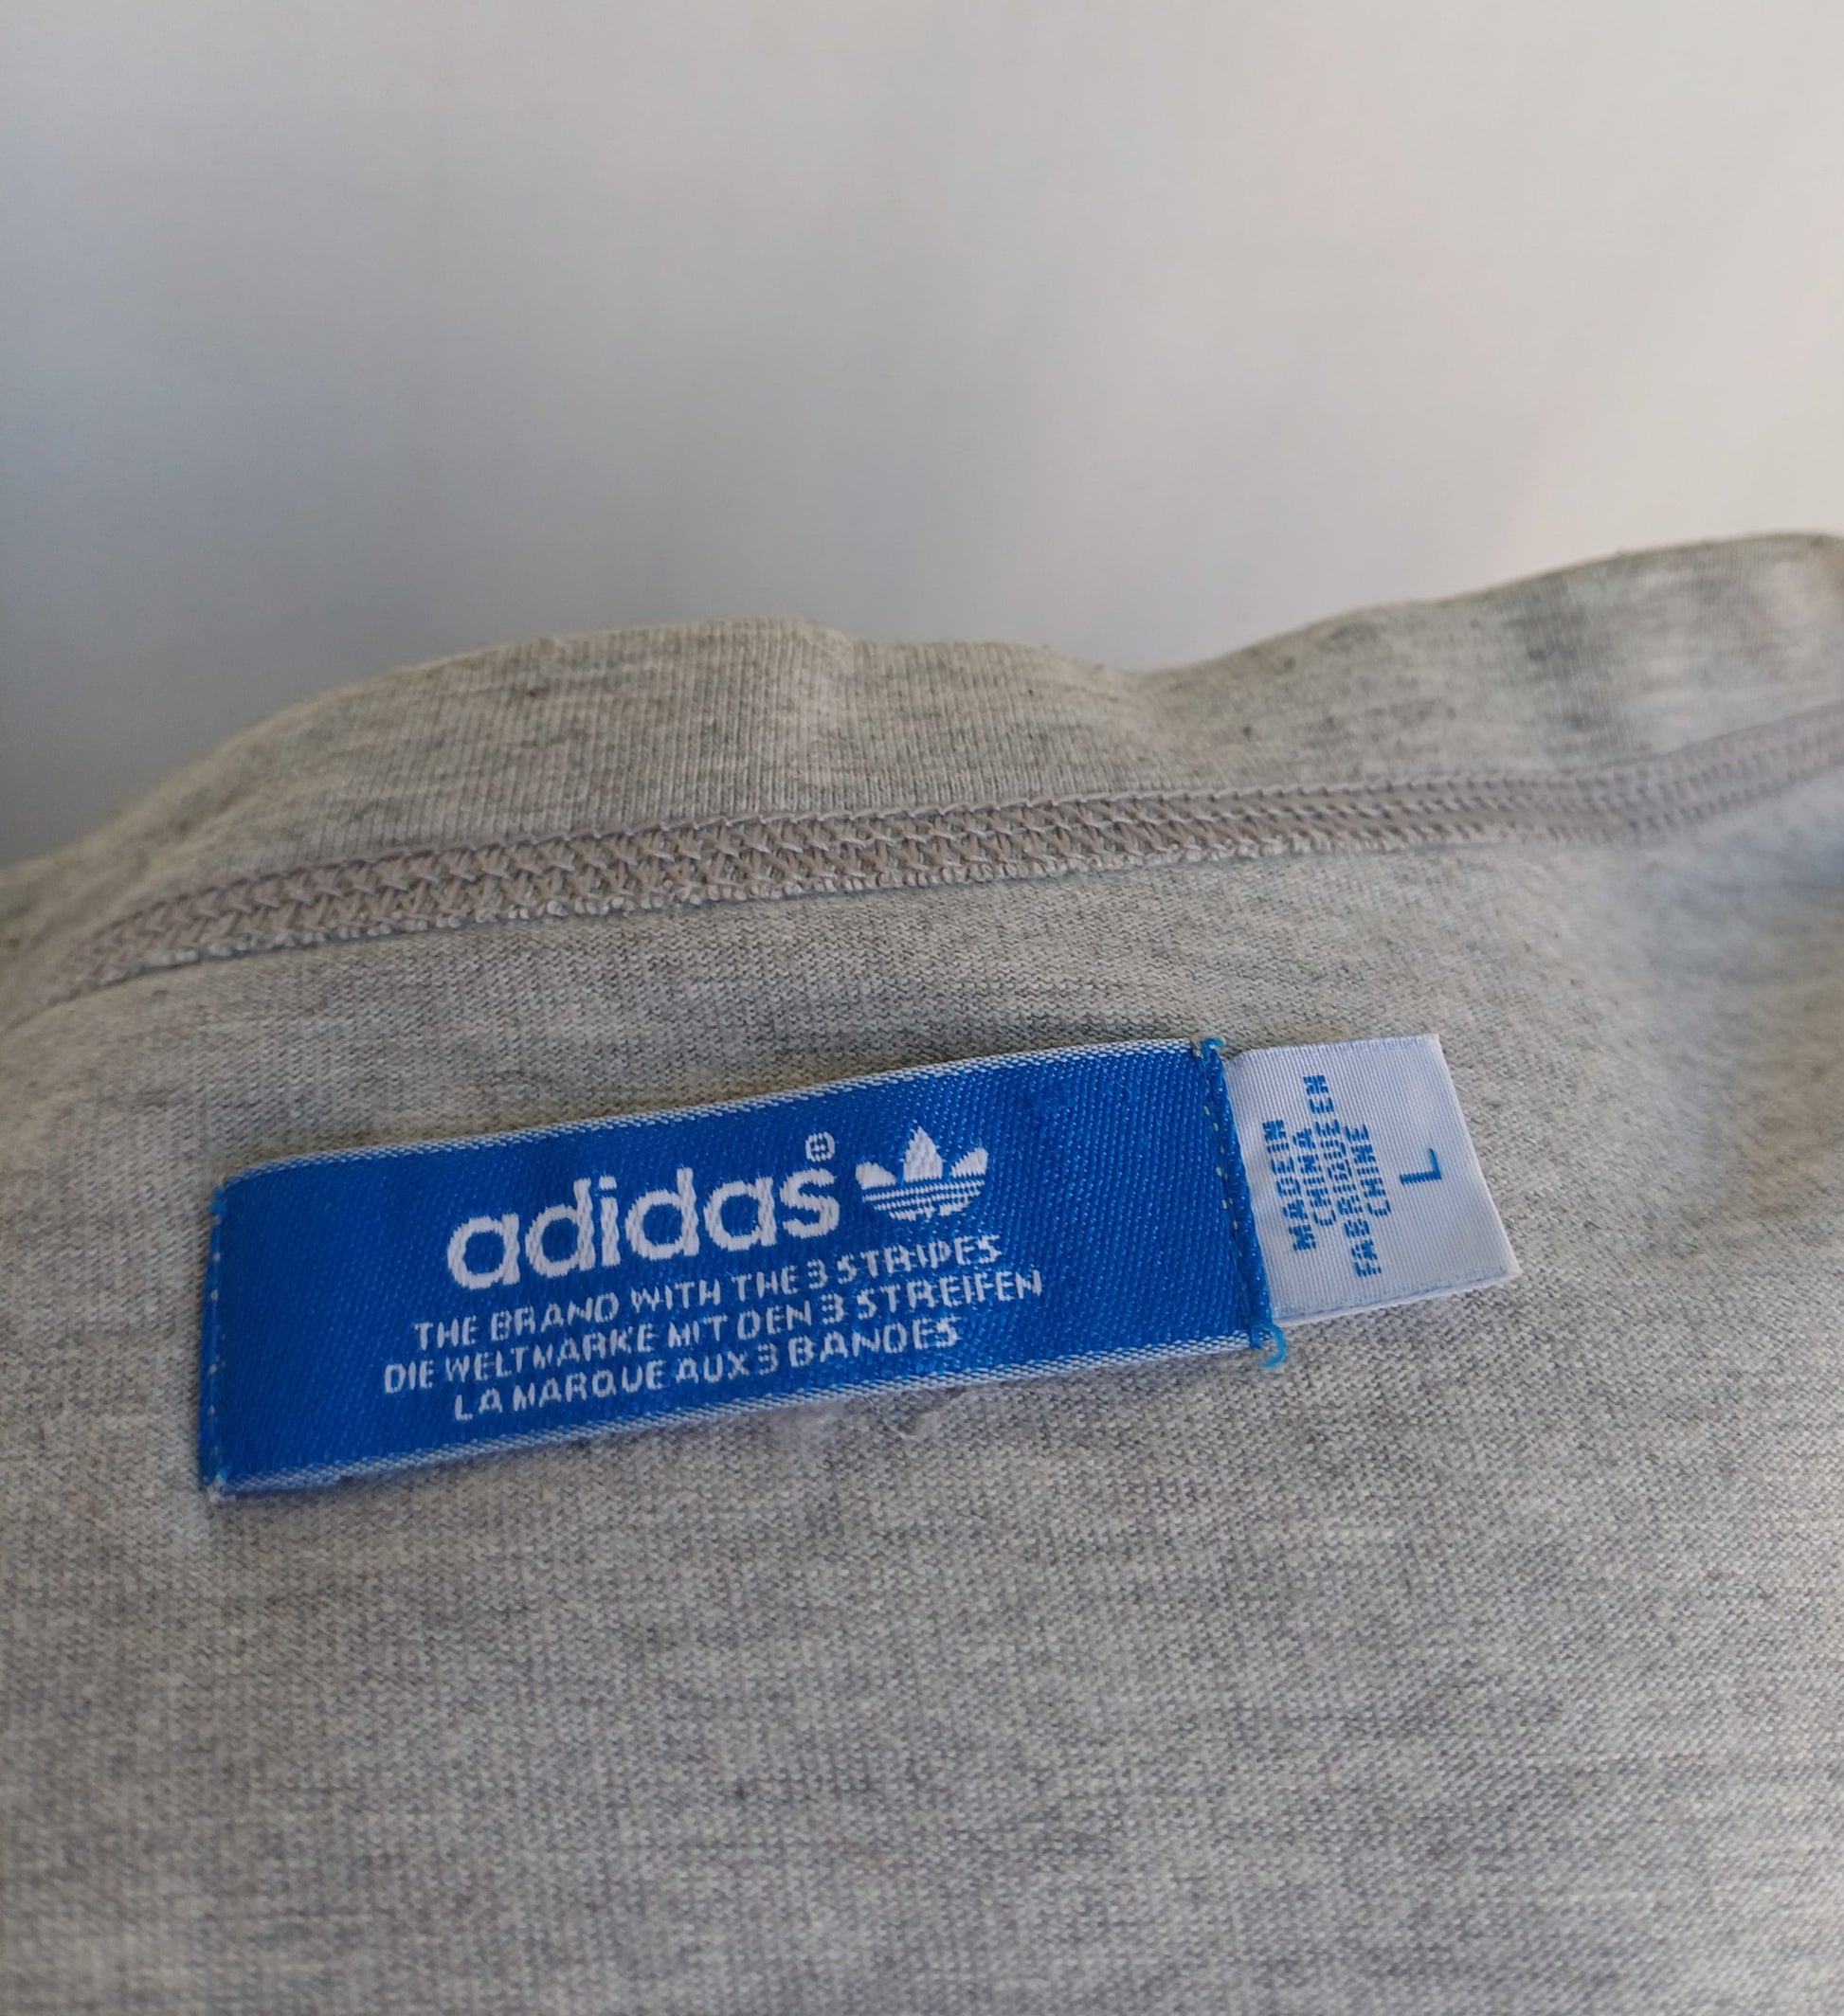 adidas®
THE BRAND WITH THE 3 STRIPES
DIE WELTMARKE MIT DEN 3 STREIFEN
LA MARQUE AUX 3 BANDES
MADE IN
CHINA
FABRIQUE EN
CHINE
L